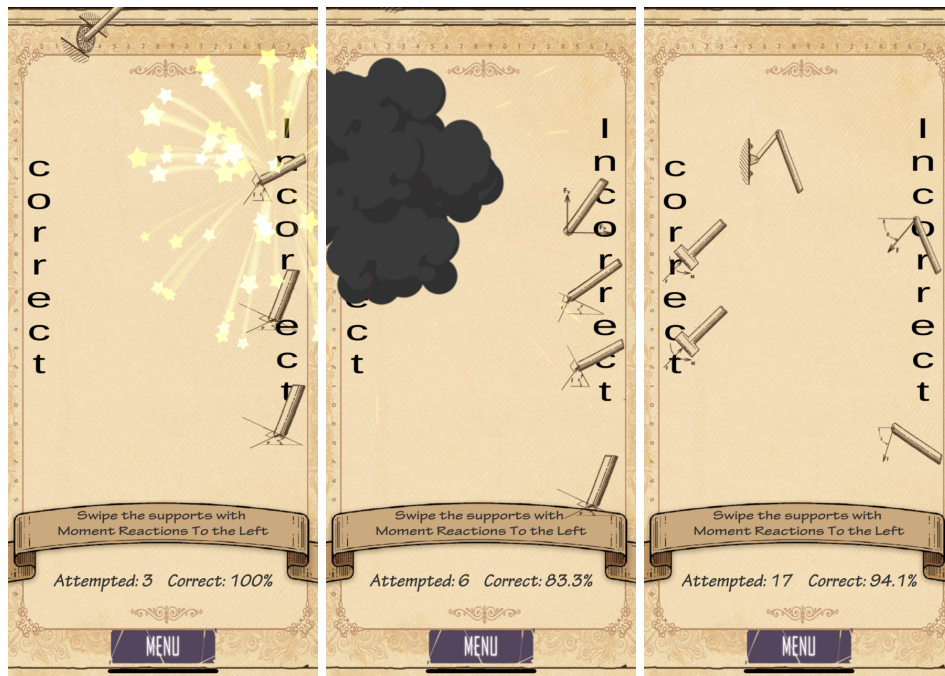 Incorrect
correct
Swipe the supports with
Moment Reactions To the Left
Attempted: 3 Correct: 100%
MENU
Incorrect
ct
Swipe the supports with
Moment Reactions To the Left
Attempted: 6 Correct: 83.3%
MENU
Incorrect
correct
Swipe the supports with
Moment Reactions To the Left
Attempted: 17 Correct: 94.1%
MENU